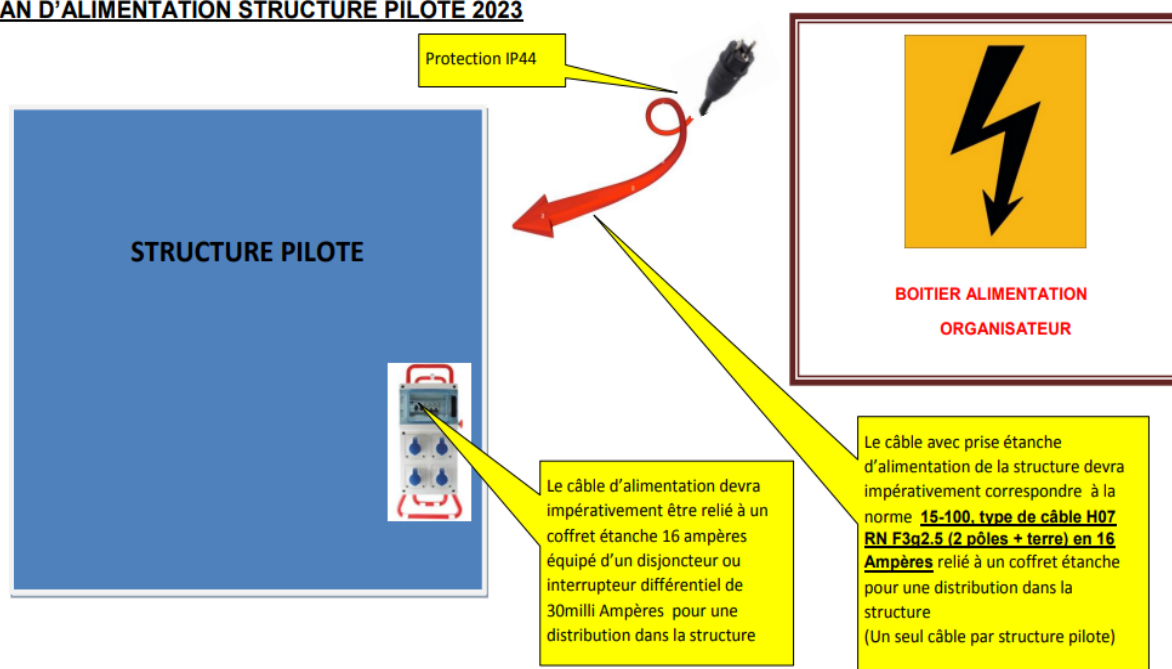 AN D’ALIMENTATION STRUCTURE PILOTE 2023
Protection IP44
STRUCTURE PILOTE
BOITIER ALIMENTATION
ORGANISATEUR
Le câble d’alimentation devra
impérativement être relié à un
coffret étanche 16 ampères
équipé d’un disjoncteur ou
interrupteur différentiel de
30milli Ampères pour une
distribution dans la structure
Le câble avec prise étanche
d’alimentation de la structure devra
impérativement correspondre à la
norme 15-100, type de câble H07
RN F3g2.5 (2 pôles + terre) en 16
Ampères relié à un coffret étanche
pour une distribution dans la
structure
(Un seul câble par structure pilote)